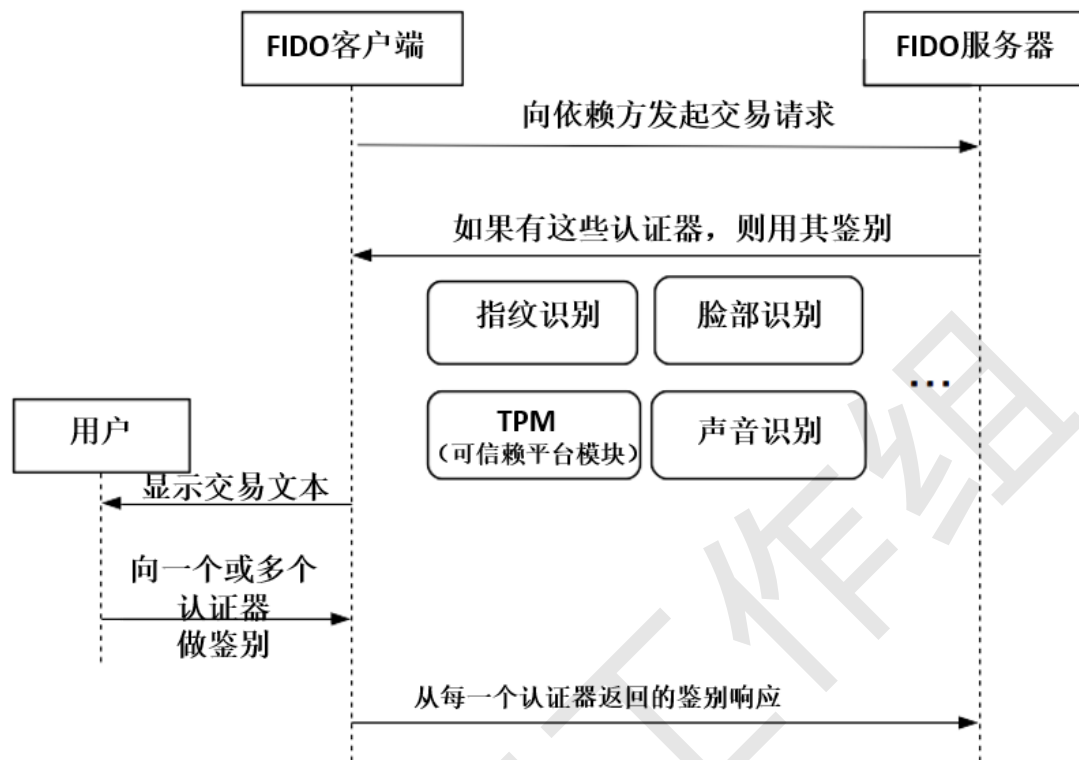 FIDO客户端
FIDO服务器
向依赖方发起交易请求
如果有这些认证器，则用其鉴别
指纹识别
脸部识别
...
TPM
（可信赖平台模块）
声音识别
用户
显示交易文本
向一个或多个
认证器
做鉴别
从每一个认证器返回的鉴别响应
工作组